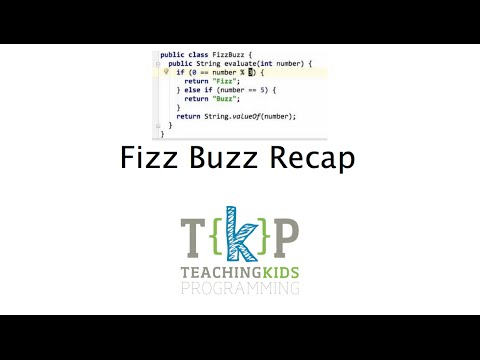 public class FizzBuzz {
public String evaluate(int number) {
if (0 == number % 3) {
return "Fizz";
} else if (number == 5) {
return "Buzz";
}
return String.valueOf(number);
}
}
Fizz Buzz Recap
T{k}P
TEACHINGKIDS
PROGRAMMING